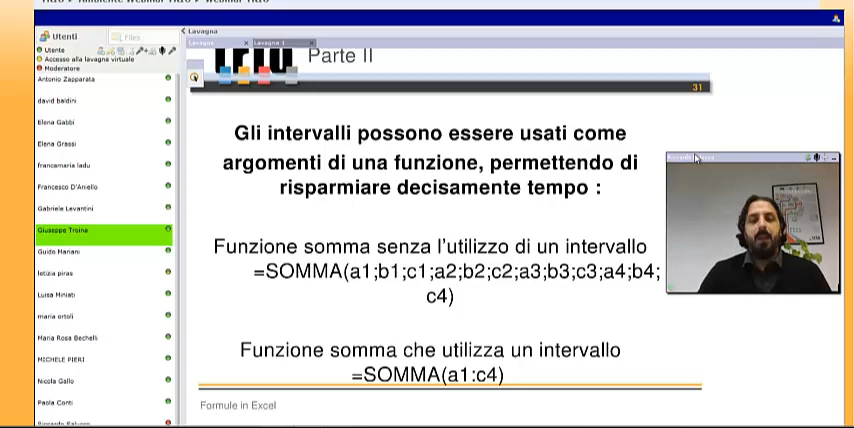 Utenti
Files
Utente
Accesso alla lavagna virtuale
Moderatore
Antonio Zapparata
david baldini
Elena Gabbi
Elena Grassi
francamaria ladu
Francesco D'Aniello
Gabriele Levantini
Giuseppe Troina
Guido Mariani
letizia piras
Luisa Miniati
maria ortoli
Maria Rosa Bechelli
MICHELE PIERI
Nicola Gallo
Paola Conti
Lavagna
Lavagna
Lavagna 1
Parte II
31
Gli intervalli possono essere usati come
argomenti di una funzione, permettendo di
risparmiare decisamente tempo :
Funzione somma senza l'utilizzo di un intervallo
=SOMMA(a1;b1;c1;a2;b2;c2;a3;b3;c3;a4;b4;
c4)
Funzione somma che utilizza un intervallo
=SOMMA(a1:c4)
Formule in Excel